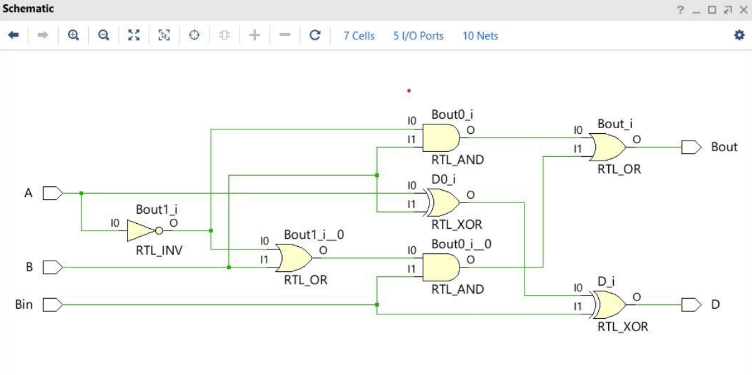 Schematic
7 Cells 5 I/O Ports 10 Nets
Bout0_i
I0
I1
O
RTL_AND
Bout_i
I0
I1
O
RTL_OR
Bout
D0_i
I0
I1
O
RTL_XOR
A
Bout1_i
I0
O
RTL_INV
Bout1_i__0
I0
I1
O
RTL_OR
Bout0_i__0
I0
I1
O
RTL_AND
B
Bin
D_i
I0
I1
O
RTL_XOR
D